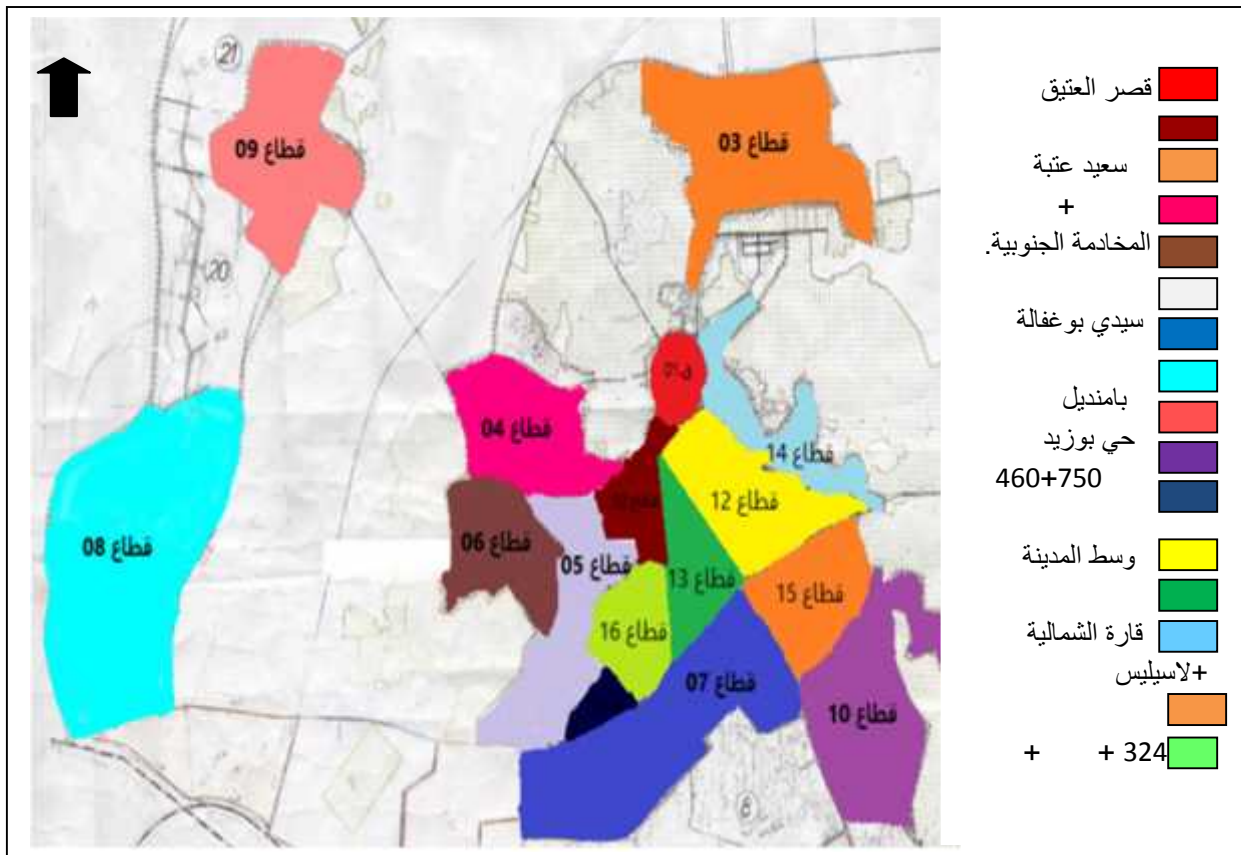 21
قطاع 09
قطاع 03
20
قطاع 04
قطاع 14
قطاع 12
قطاع 08
قطاع 06
قطاع 05
قطاع 13
قطاع 15
قطاع 16
قطاع 07
قطاع 10
قصر العتيق
سعيد عتبة
+
المخادمة الجنوبية.
سيدي بوغفالة
بامنديل
حي بوزيد
460+750
وسط المدينة
قارة الشمالية
+لاسيليس
+ + 324